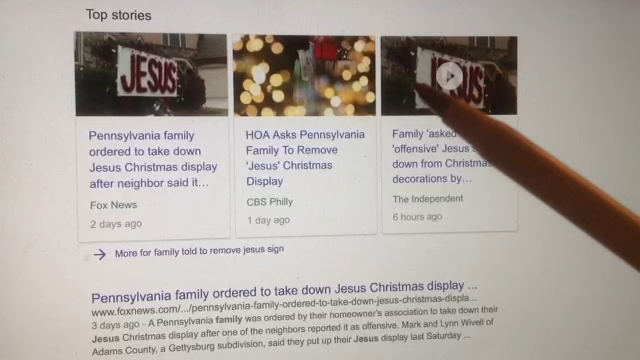 Top stories
JESUS
Pennsylvania family
ordered to take down
Jesus Christmas display
after neighbor said it...
Fox News
2 days ago
HOA Asks Pennsylvania
Family To Remove
'Jesus' Christmas
Display
CBS Philly
1 day ago
Family 'asked
'offensive' Jesus
down from Christmas
decorations by...
The Independent
6 hours ago
More for family told to remove jesus sign
Pennsylvania family ordered to take down Jesus Christmas display ...
www.foxnews.com/.../pennsylvania-family-ordered-to-take-down-jesus-christmas-displa...
3 days ago - A Pennsylvania family was ordered by their homeowner's association to take down their
Jesus Christmas display after one of the neighbors reported it as offensive. Mark and Lynn Wivell of
Adams County, a Gettysburg subdivision, said they put up their Jesus display last Saturday ...